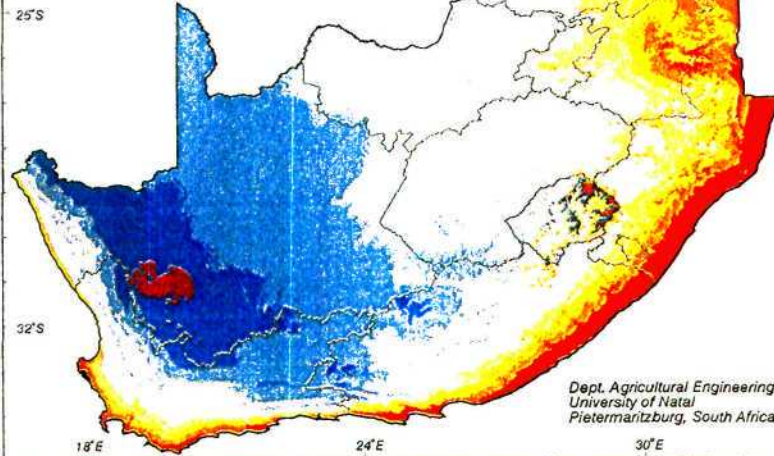 25°S
32°S
Dept. Agricultural Engineering
University of Natal
Pietermaritzburg, South Africa
18°E
24°E
30°E